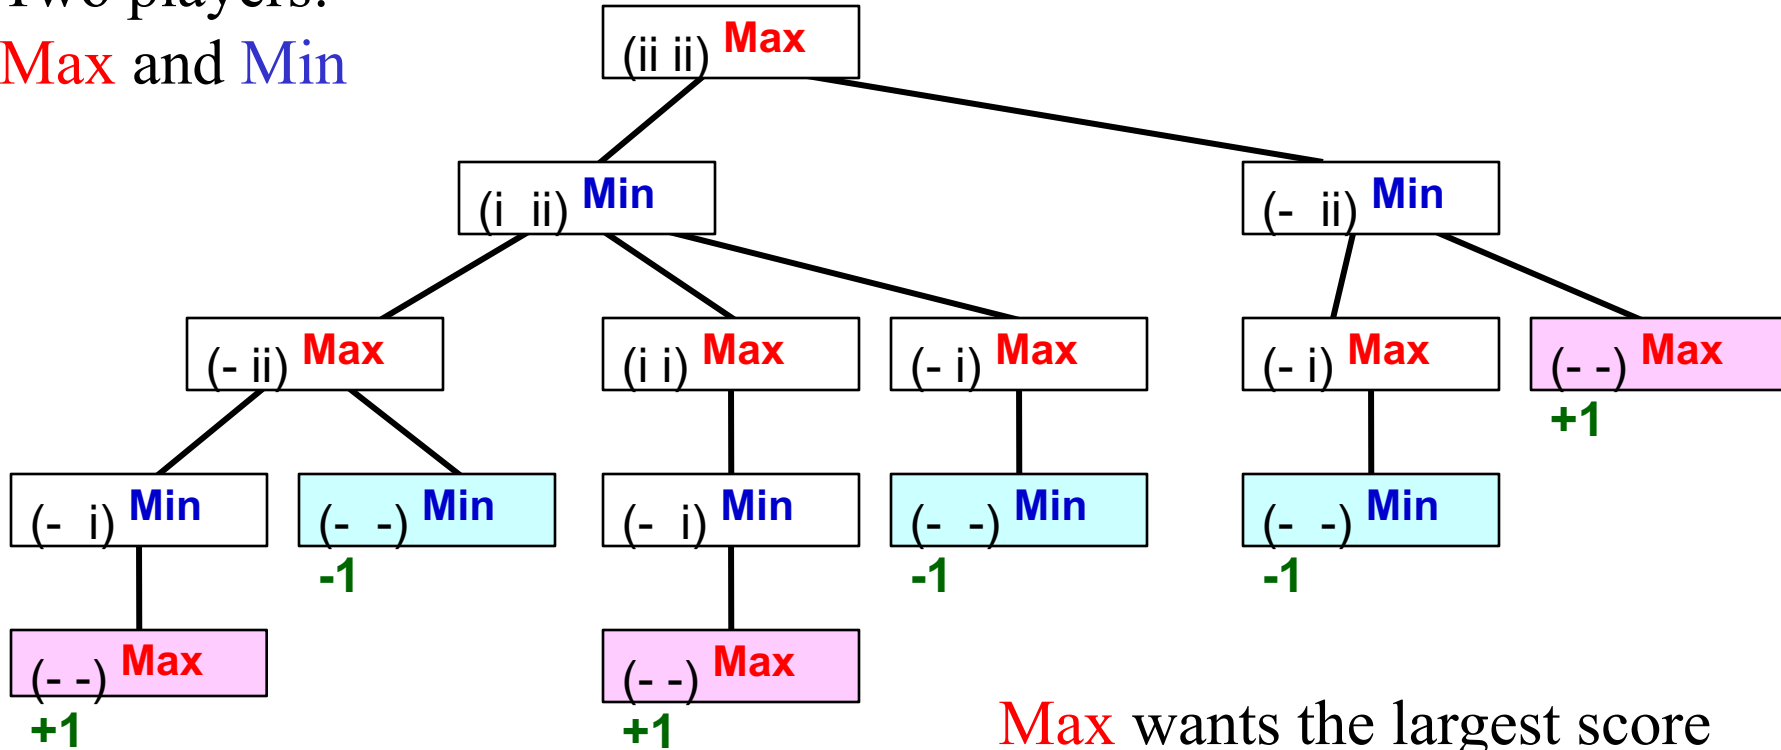 Two players:
Max and Min
(ii ii) Max
(i ii) Min
(- ii) Min
(- ii) Max
(i i) Max
(- i) Max
(- i) Max
(- -) Max
+1
(- i) Min
(- -) Min
-1
(- i) Min
(- -) Min
-1
(- -) Min
-1
(- -) Max
+1
(- -) Max
+1
Max wants the largest score